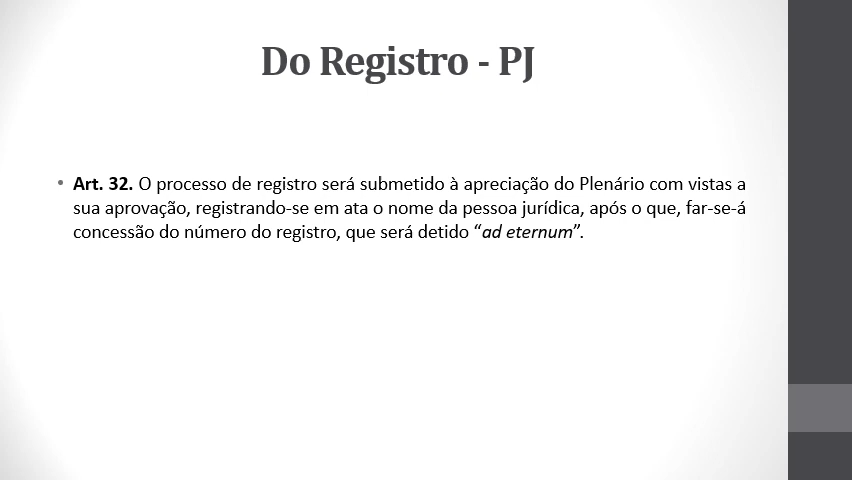 Do Registro - PJ
• Art. 32. O processo de registro será submetido à apreciação do Plenário com vistas a
sua aprovação, registrando-se em ata o nome da pessoa jurídica, após o que, far-se-á
concessão do número do registro, que será detido “ad eternum”.